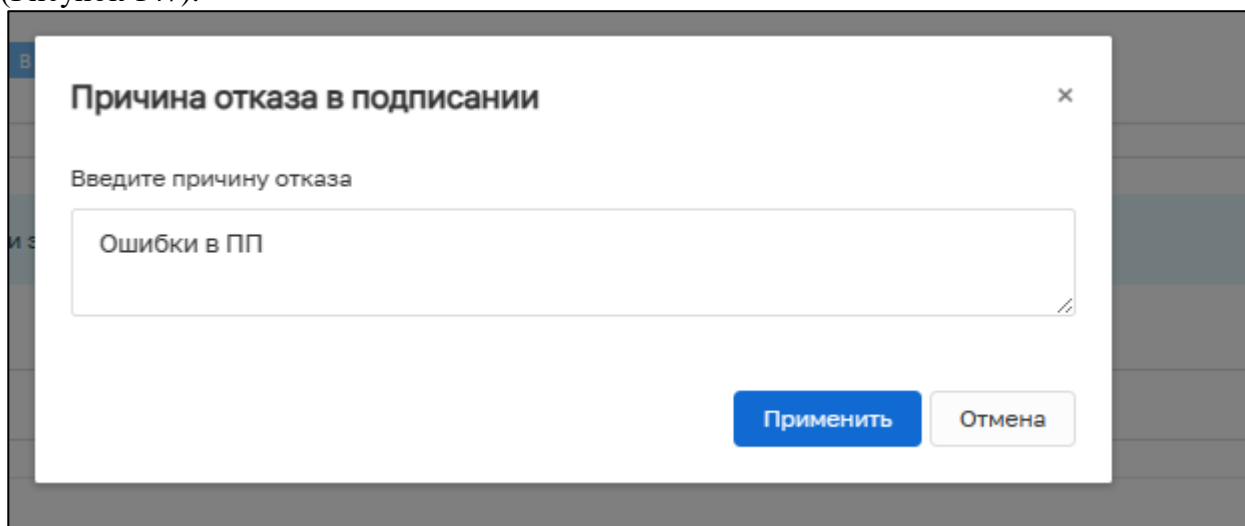 В
Причина отказа в подписании
×
Введите причину отказа
Ошибки в ПП
и з
Применить
Отмена